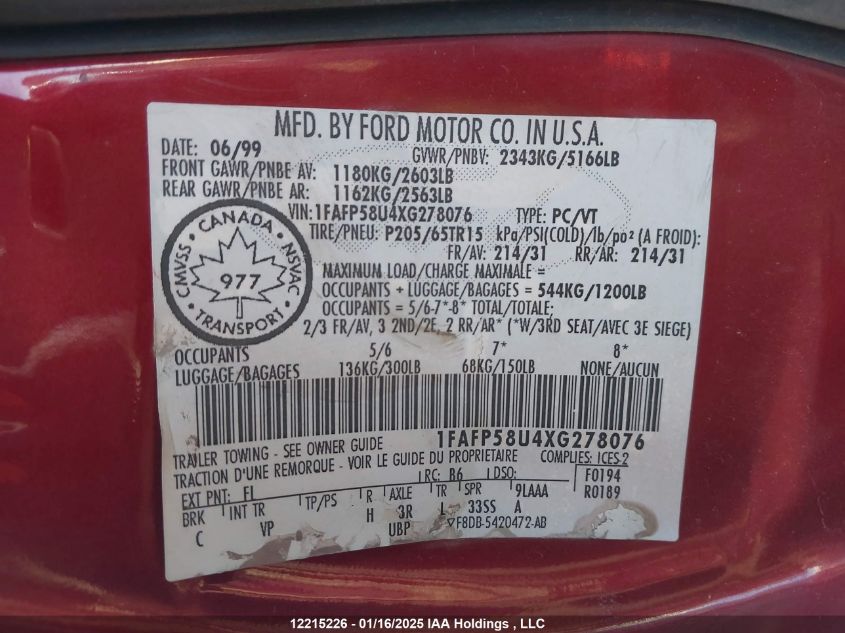 MFD. BY FORD MOTOR CO. IN U.S.A.
DATE: 06/99 GVWR/PNBV: 2343KG/5166LB
FRONT GAWR/PNBE AV: 1180KG/2603LB
REAR GAWR/PNBE AR: 1162KG/2563LB
VIN:1FAFP58U4XG278076 TYPE: PC/VT
TIRE/PNEU: P205/65TR15 kPa/PSI(COLD)/lb/po² (A FROID):
FR/AV: 214/31 RR/AR: 214/31
CANADA
CMVSS NSVAC
977
TRANSPORT
MAXIMUM LOAD/CHARGE MAXIMALE =
OCCUPANTS + LUGGAGE/BAGAGES = 544KG/1200LB
OCCUPANTS = 5/6-7*-8* TOTAL/TOTALE:
2/3 FR/AV, 3 2ND/2E, 2 RR/AR* (*W/3RD SEAT/AVEC 3E SIEGE)
OCCUPANTS 5/6 7* 8*
LUGGAGE/BAGAGES 136KG/300LB 68KG/150LB NONE/AUCUN
1FAFP58U4XG278076
TRAILER TOWING - SEE OWNER GUIDE COMPLIES: ICES-2
TRACTION D'UNE REMORQUE - VOIR LE GUIDE DU PROPRIETAIRE
RC: B6 DSO: F0194
EXT PNT: FI R0189
BRK INT TR TP/PS R AXLE TR SPR 9LAAA
C VP H 3R L 33SS A
UBP ▽F8DB-5420472-AB
12215226 - 01/16/2025 IAA Holdings , LLC